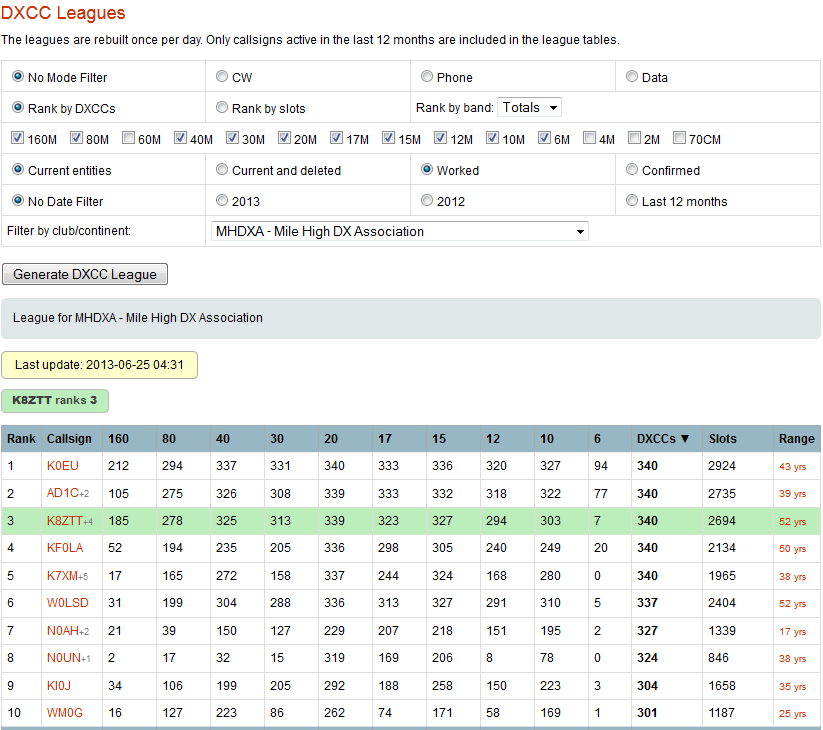 DXCC Leagues
The leagues are rebuilt once per day. Only callsigns active in the last 12 months are included in the league tables.
No Mode Filter CW Phone Data
Rank by DXCCs Rank by slots Rank by band: Totals
160M 80M 60M 40M 30M 20M 17M 15M 12M 10M 6M 4M 2M 70CM
Current entities Current and deleted Worked Confirmed
No Date Filter 2013 2012 Last 12 months
Filter by club/continent: MHDXA - Mile High DX Association
Generate DXCC League
League for MHDXA - Mile High DX Association
Last update: 2013-06-25 04:31
K8ZTT ranks 3
Rank Callsign 160 80 40 30 20 17 15 12 10 6 DXCCs ▼ Slots Range
1 K0EU 212 294 337 331 340 333 336 320 327 94 340 2924 43 yrs
2 AD1C+2 105 275 326 308 339 333 332 318 322 77 340 2735 39 yrs
3 K8ZTT+4 185 278 325 313 339 323 327 294 303 7 340 2694 52 yrs
4 KF0LA 52 194 235 205 336 298 305 240 249 20 340 2134 50 yrs
5 K7XM+5 17 165 272 158 337 244 324 168 280 0 340 1965 38 yrs
6 W0LSD 31 199 304 288 336 313 327 291 310 5 337 2404 52 yrs
7 N0AH+2 21 39 150 127 229 207 218 151 195 2 327 1339 17 yrs
8 N0UN+1 2 17 32 15 319 169 206 8 78 0 324 846 38 yrs
9 KI0J 34 106 199 205 292 188 258 150 223 3 304 1658 35 yrs
10 WM0G 16 127 223 86 262 74 171 58 169 1 301 1187 25 yrs